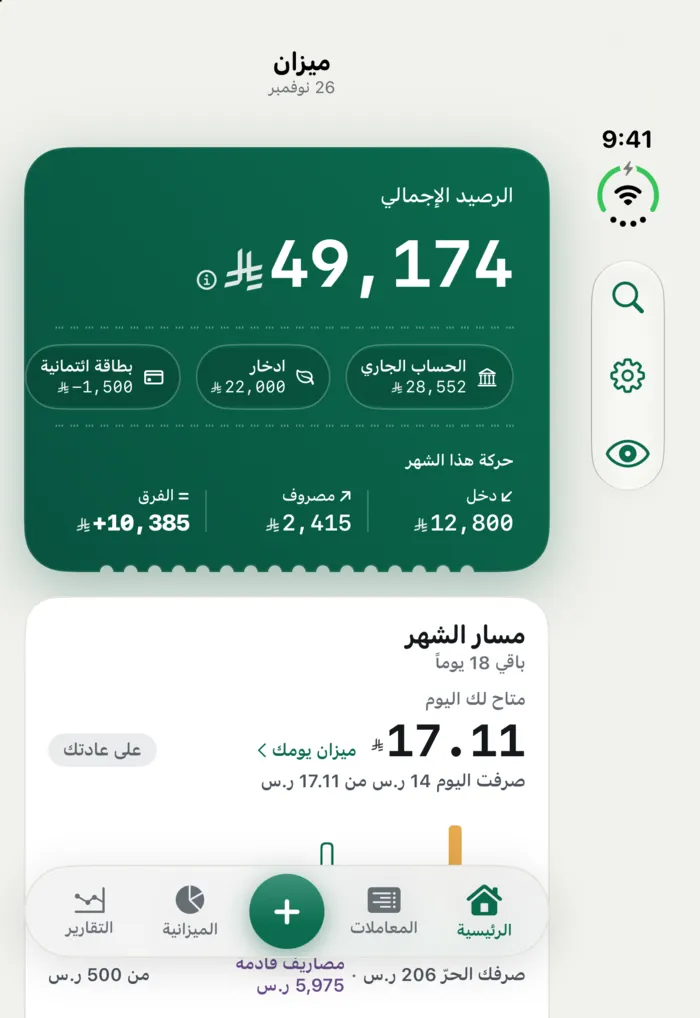 ميزان
26 نوفمبر
9:41
الرصيد الإجمالي
49,174
الحساب الجاري
28,552
ادخار
22,000
بطاقة ائتمانية
−1,500
حركة هذا الشهر
دخل
12,800
مصروف
2,415
= الفرق
+10,385
مسار الشهر
باقي 18 يوماً
متاح لك اليوم
17.11
ميزان يومك
على عادتك
صرفت اليوم 14 ر.س من 17.11 ر.س
الرئيسية
المعاملات
الميزانية
التقارير
صرفك الحرّ 206 ر.س · مصاريف قادمة
5,975 ر.س
من 500 ر.س